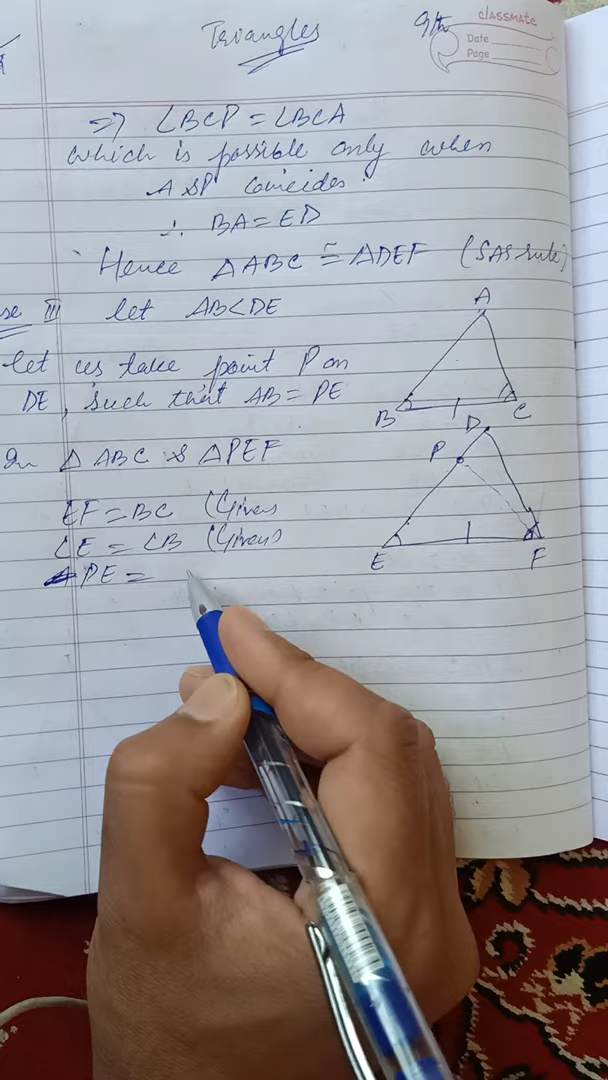 Triangles
9th
classmate
Date
Page
=> ∠BCP = ∠BCA
which is possible only when
A & P coincides.
∴ BA = ED
Hence △ABC ≅ △DEF (SAS rule)
se III let AB<DE
let us take point P on
DE, such that AB = PE
In △ ABC & △PEF
EF = BC (Given
∠E = ∠B (Given)
PE =
A
B
C
D
P
E
F